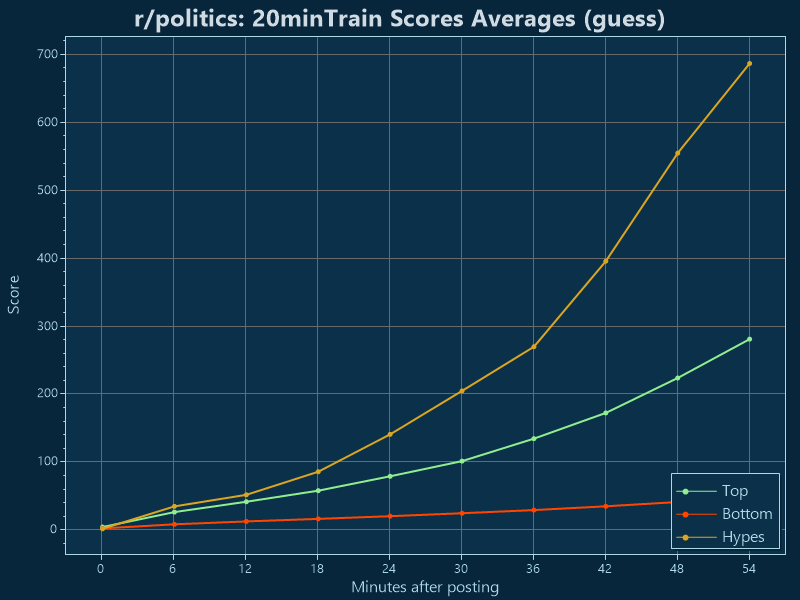 r/politics: 20minTrain Scores Averages (guess)
700
600
500
400
300
200
100
0
Score
0 6 12 18 24 30 36 42 48 54
Minutes after posting
Top
Bottom
Hypes